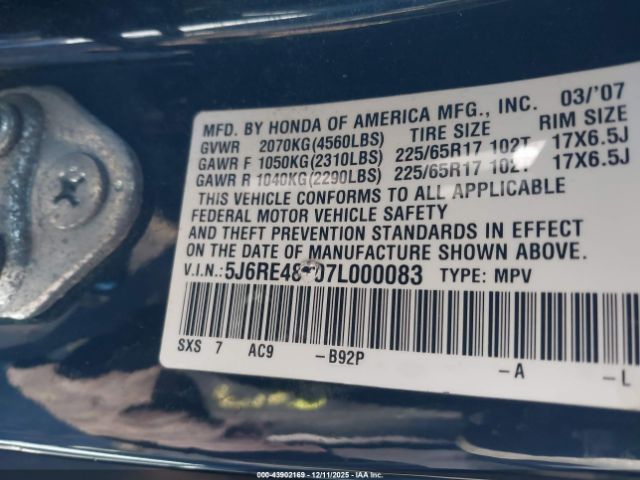 MFD. BY HONDA OF AMERICA MFG., INC. 03/'07
GVWR 2070KG(4560LBS) TIRE SIZE RIM SIZE
GAWR F 1050KG(2310LBS) 225/65R17 102T 17X6.5J
GAWR R 1040KG(2290LBS) 225/65R17 102T 17X6.5J
THIS VEHICLE CONFORMS TO ALL APPLICABLE
FEDERAL MOTOR VEHICLE SAFETY
AND THEFT PREVENTION STANDARDS IN EFFECT
ON THE DATE OF MANUFACTURE SHOWN ABOVE.
V.I.N.: TYPE: MPV
SXS 7 AC9 -B92P -A -L
00-43902169 - 12/11/2025 - IAA Inc.